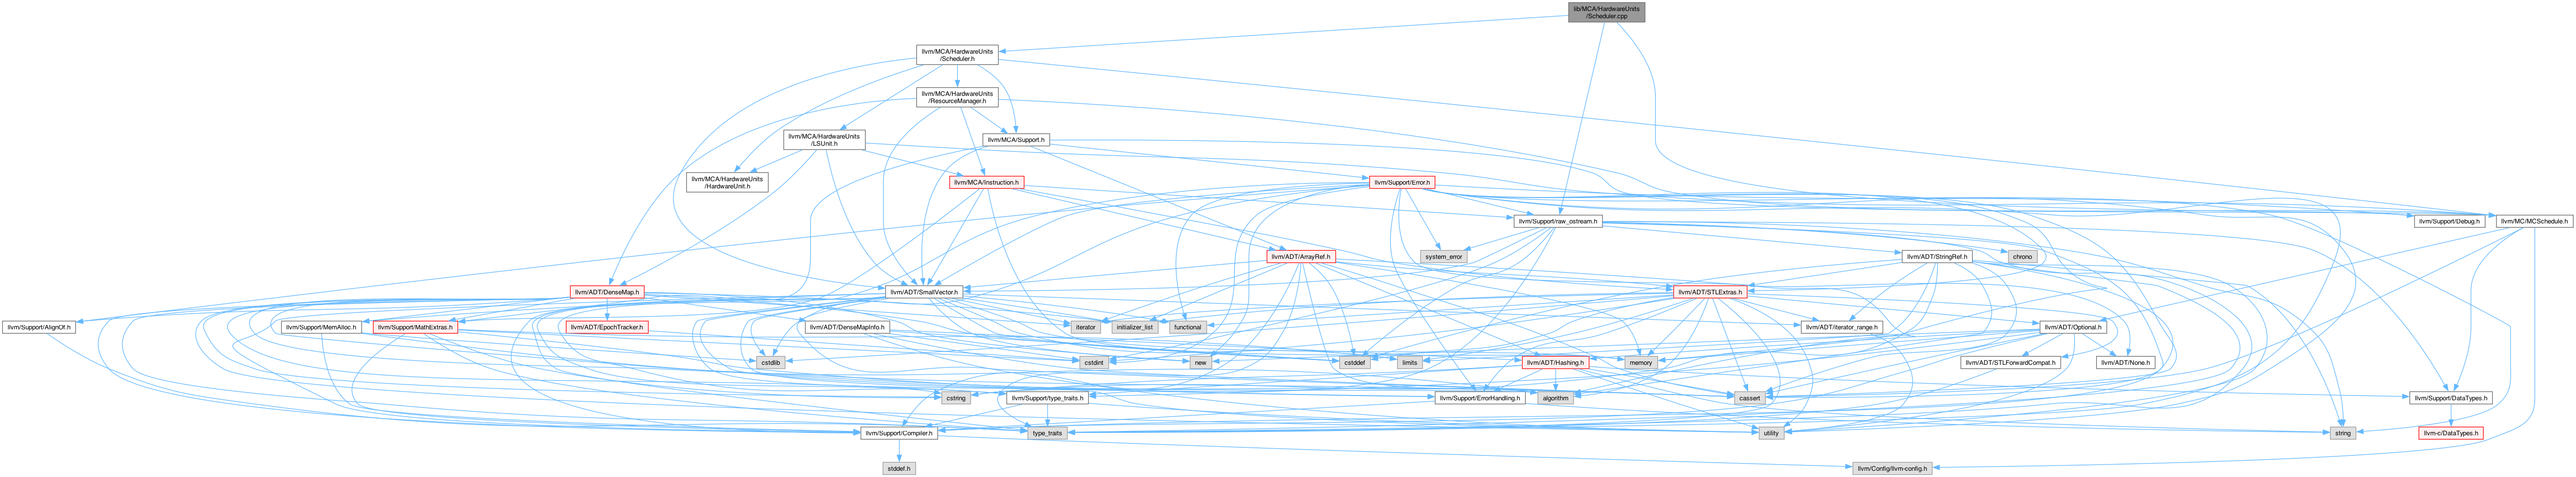 lib/MCA/HardwareUnits
/Scheduler.cpp
llvm/MCA/HardwareUnits
/Scheduler.h
llvm/MCA/HardwareUnits
/ResourceManager.h
llvm/MCA/HardwareUnits
/LSUnit.h
llvm/MCA/Support.h
llvm/MCA/HardwareUnits
/HardwareUnit.h
llvm/MCA/Instruction.h
llvm/Support/Error.h
llvm/Support/raw_ostream.h
llvm/Support/Debug.h
llvm/MC/MCSchedule.h
llvm/ADT/ArrayRef.h
system_error
llvm/ADT/StringRef.h
chrono
llvm/ADT/DenseMap.h
llvm/ADT/SmallVector.h
llvm/ADT/STLExtras.h
llvm/Support/AlignOf.h
llvm/Support/MemAlloc.h
llvm/Support/MathExtras.h
llvm/ADT/EpochTracker.h
llvm/ADT/DenseMapInfo.h
iterator
initializer_list
functional
llvm/ADT/iterator_range.h
llvm/ADT/Optional.h
cstdlib
cstdint
new
cstddef
limits
llvm/ADT/Hashing.h
memory
llvm/ADT/STLForwardCompat.h
llvm/ADT/None.h
cstring
llvm/Support/type_traits.h
llvm/Support/ErrorHandling.h
algorithm
cassert
llvm/Support/DataTypes.h
llvm/Support/Compiler.h
type_traits
utility
string
llvm-c/DataTypes.h
stddef.h
llvm/Config/llvm-config.h